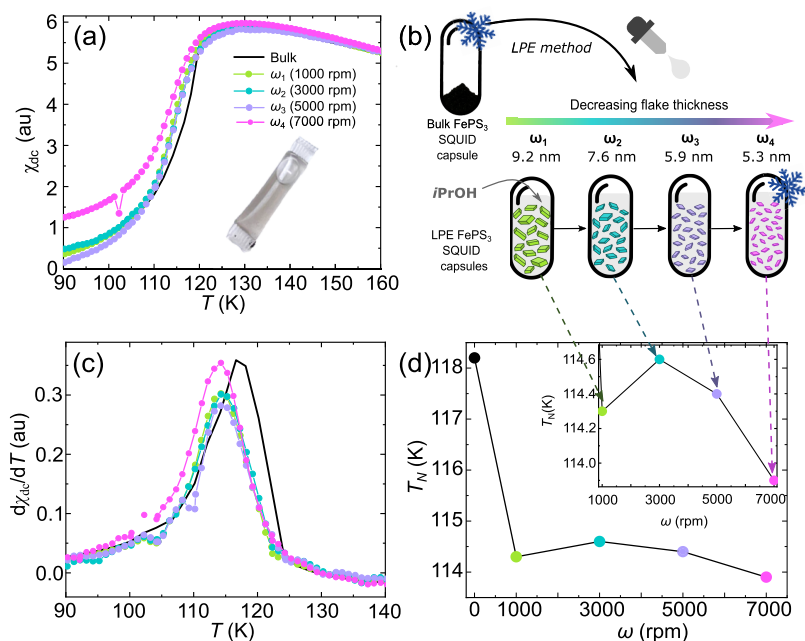 (a)
6
5
4
3
2
1
0
χdc (au)
Bulk
ω₁ (1000 rpm)
ω₂ (3000 rpm)
ω₃ (5000 rpm)
ω₄ (7000 rpm)
90 100 110 120 130 140 150 160
T (K)
(b)
LPE method
Bulk FePS₃
SQUID
capsule
Decreasing flake thickness
ω₁ ω₂ ω₃ ω₄
9.2 nm 7.6 nm 5.9 nm 5.3 nm
iPrOH
LPE FePS₃
SQUID
capsules
(c)
0.3
0.2
0.1
0.0
dχdc/dT (au)
90 100 110 120 130 140
T (K)
(d)
118
117
116
115
114
T_N (K)
0 1000 3000 5000 7000
ω (rpm)
114.6
114.4
114.2
114.0
T_N(K)
1000 3000 5000 7000
ω (rpm)